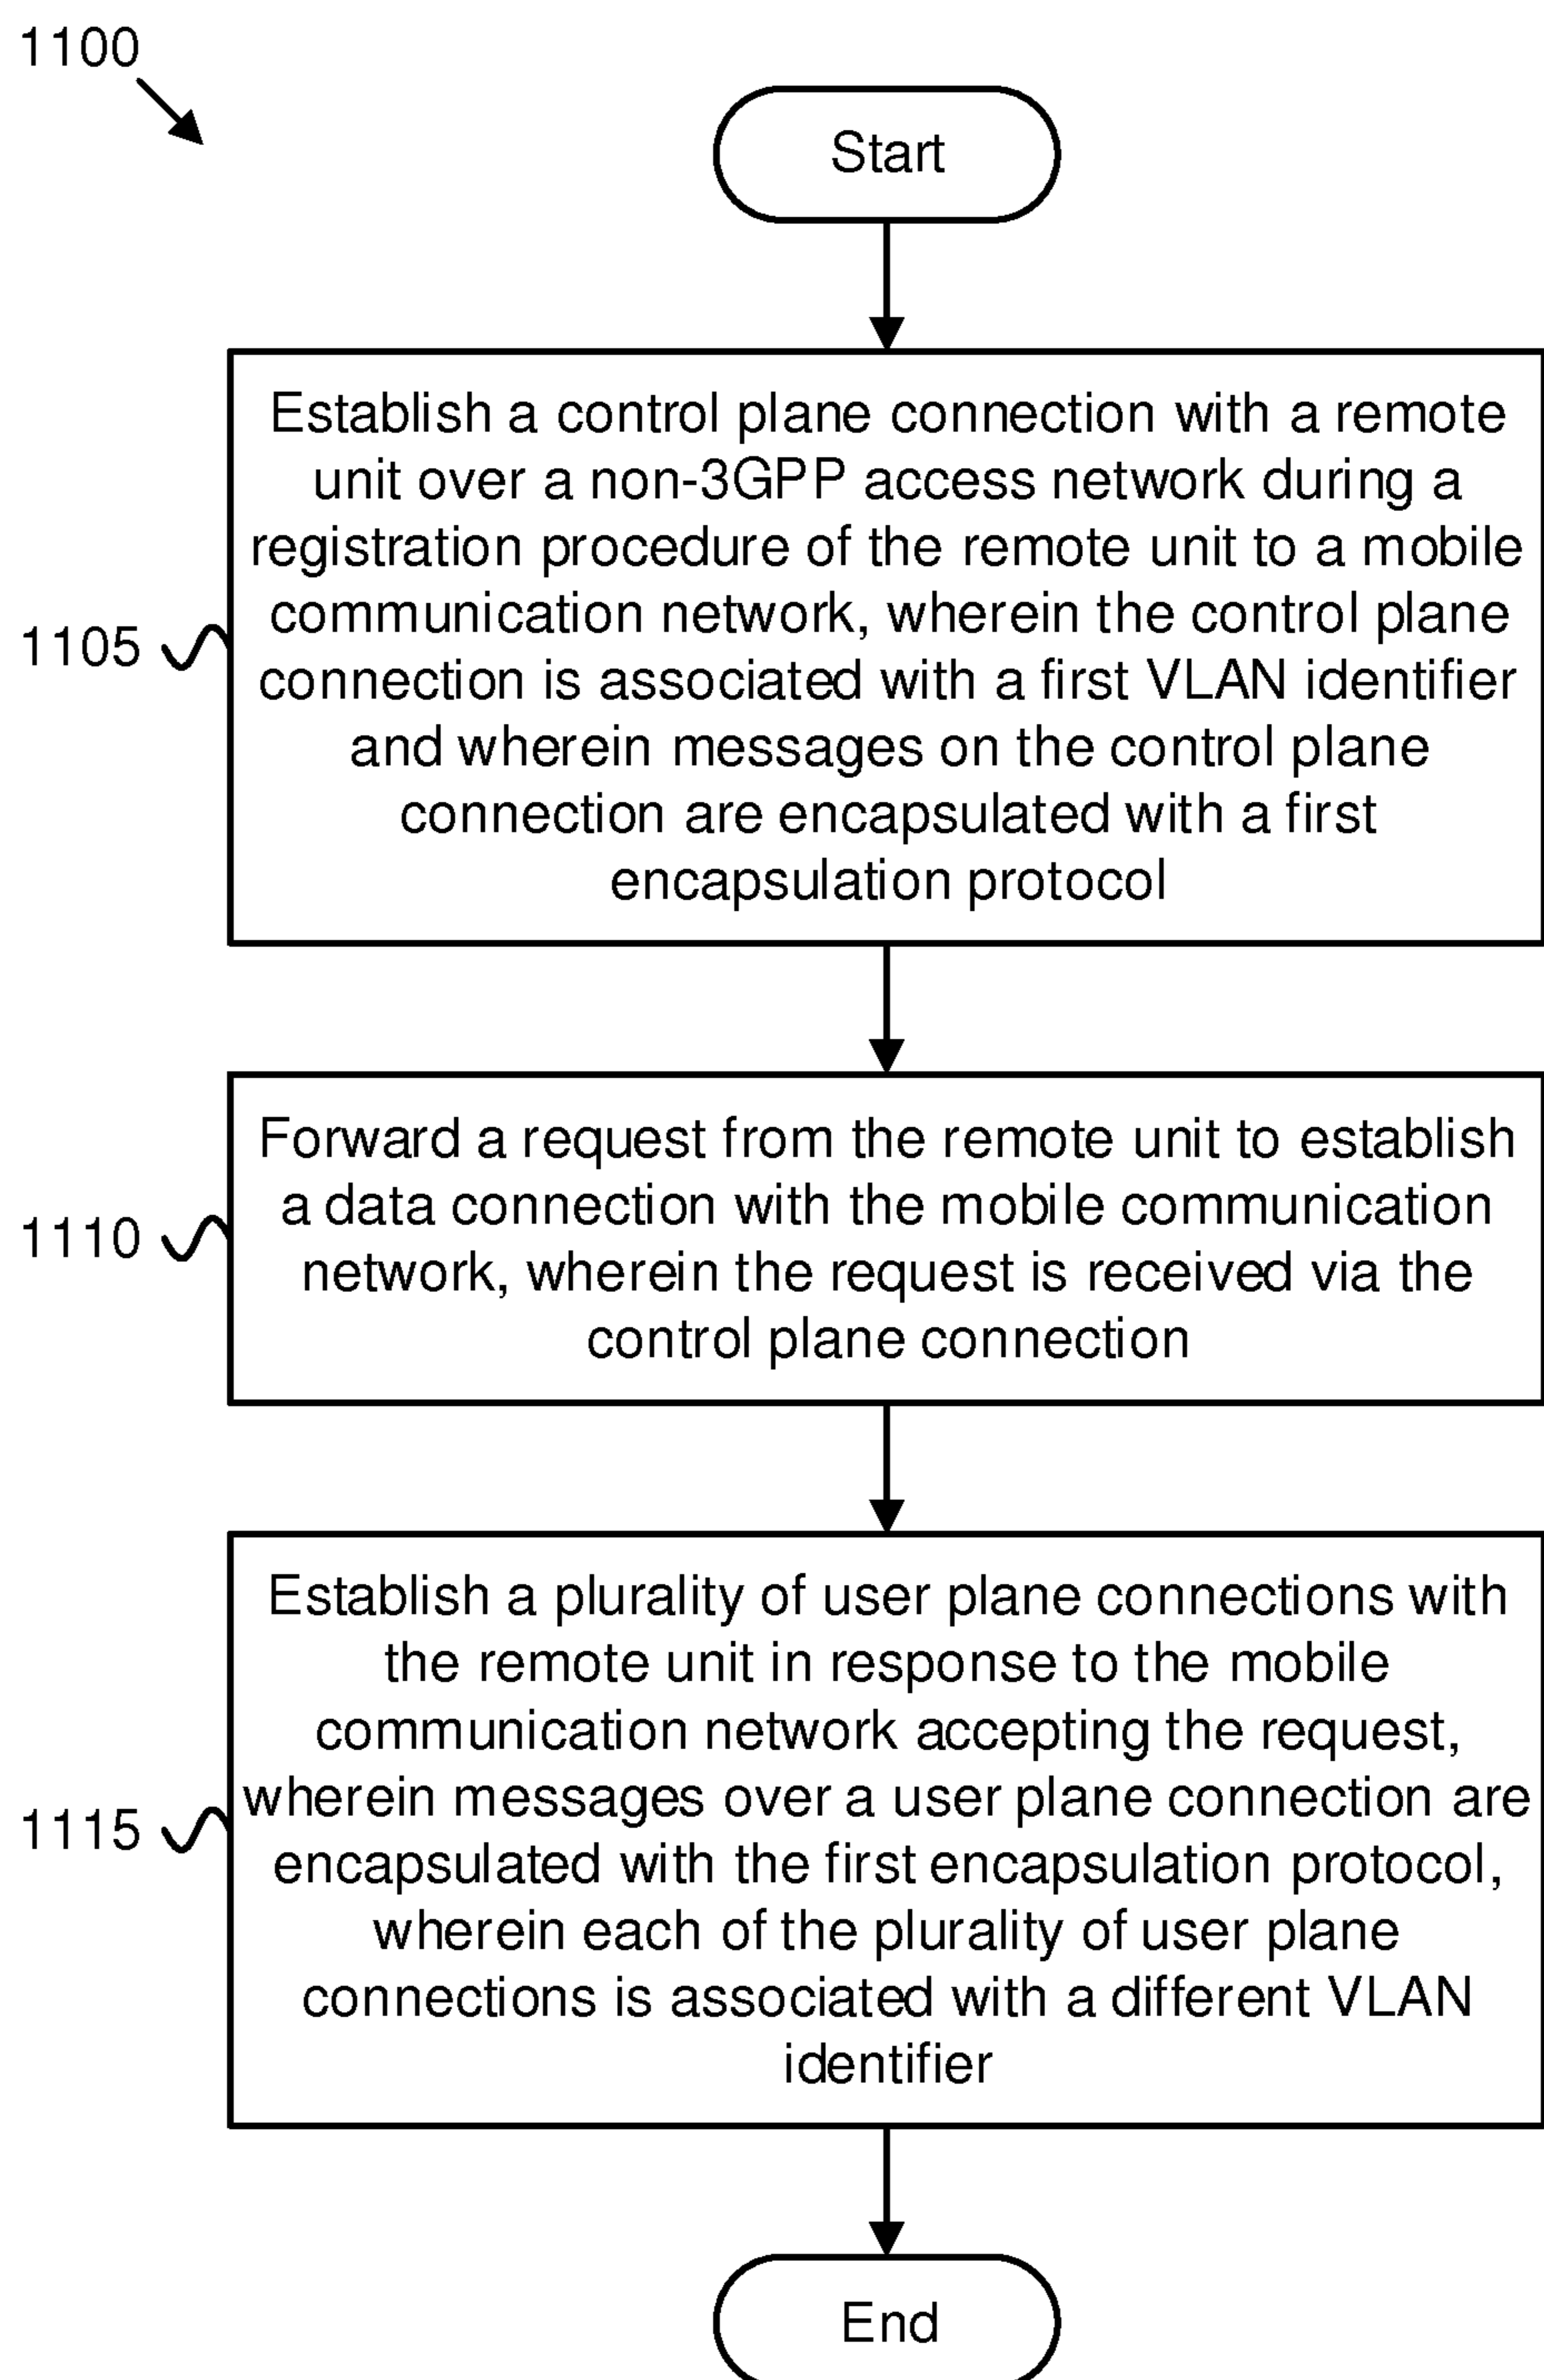 1100
Start
Establish a control plane connection with a remote
unit over a non-3GPP access network during a
registration procedure of the remote unit to a mobile
communication network, wherein the control plane
connection is associated with a first VLAN identifier
and wherein messages on the control plane
connection are encapsulated with a first
encapsulation protocol
1105
Forward a request from the remote unit to establish
a data connection with the mobile communication
network, wherein the request is received via the
control plane connection
1110
Establish a plurality of user plane connections with
the remote unit in response to the mobile
communication network accepting the request,
wherein messages over a user plane connection are
encapsulated with the first encapsulation protocol,
wherein each of the plurality of user plane
connections is associated with a different VLAN
identifier
1115
End